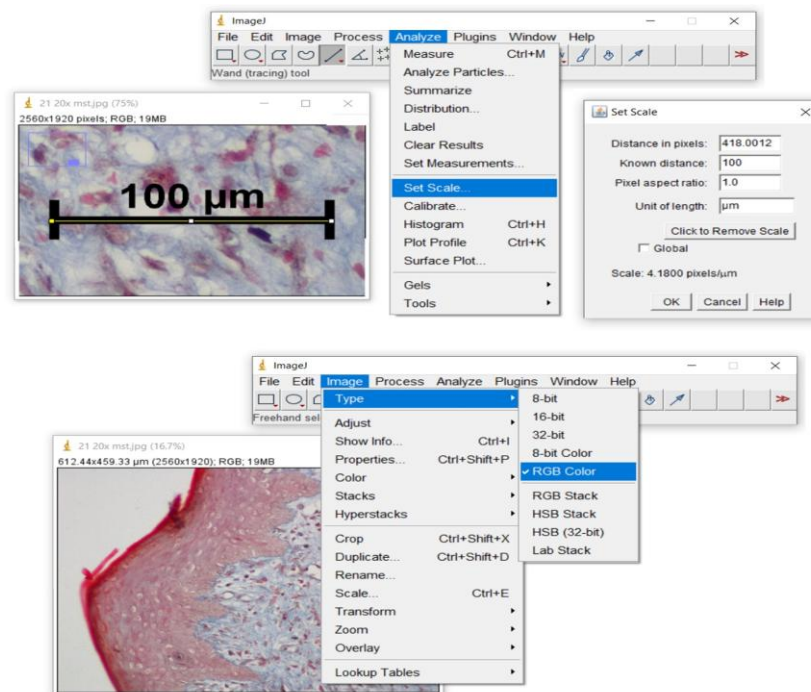 ImageJ
File Edit Image Process Analyze Plugins Window Help
Wand (tracing) tool
Measure Ctrl+M
Analyze Particles...
Summarize
Distribution...
Label
Clear Results
Set Measurements...
Set Scale...
Calibrate...
Histogram Ctrl+H
Plot Profile Ctrl+K
Surface Plot...
Gels
Tools
21 20x mst.jpg (75%)
2560x1920 pixels; RGB; 19MB
100 µm
Set Scale
Distance in pixels: 418.0012
Known distance: 100
Pixel aspect ratio: 1.0
Unit of length: µm
Click to Remove Scale
Global
Scale: 4.1800 pixels/µm
OK Cancel Help
ImageJ
File Edit Image Process Analyze Plugins Window Help
Freehand sel
Type
Adjust
Show Info... Ctrl+I
Properties... Ctrl+Shift+P
Color
Stacks
Hyperstacks
Crop Ctrl+Shift+X
Duplicate... Ctrl+Shift+D
Rename...
Scale... Ctrl+E
Transform
Zoom
Overlay
Lookup Tables
8-bit
16-bit
32-bit
8-bit Color
RGB Color
RGB Stack
HSB Stack
HSB (32-bit)
Lab Stack
21 20x mst.jpg (16.7%)
612.44x459.33 µm (2560x1920); RGB; 19MB